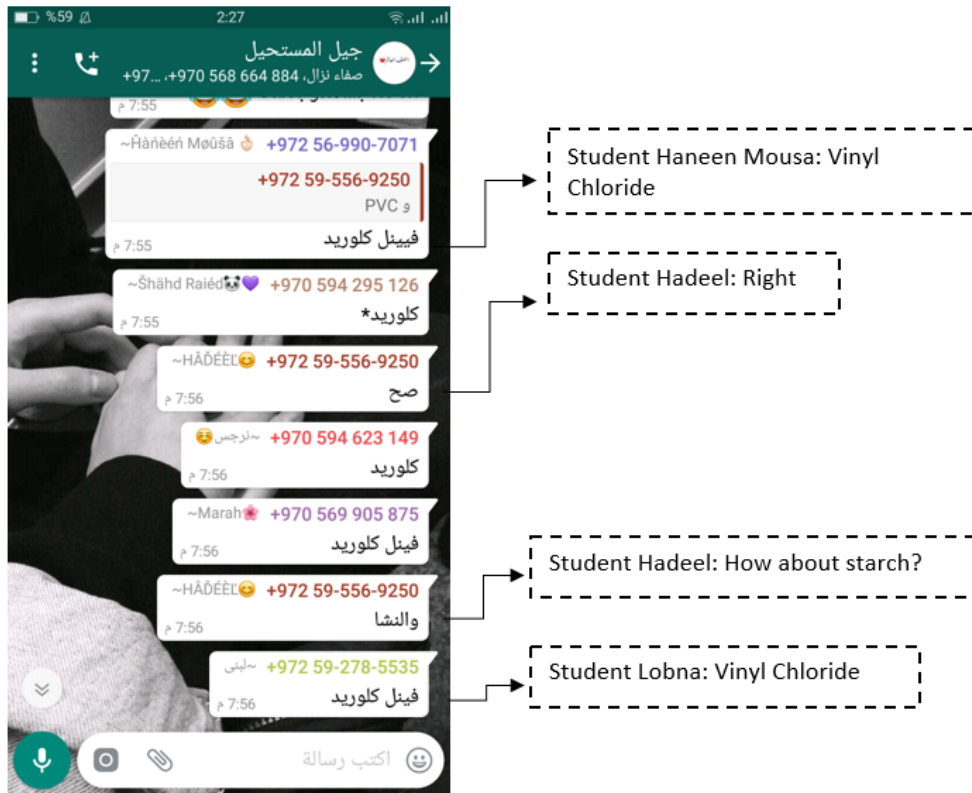 %59 2:27
جيل المستحيل
صفاء نزال، ‎+970 568 664 884، ‎+97...
7:55 م
~Ĥàńèéń Møûšâ👌🏻 +972 56-990-7071
+972 59-556-9250
و PVC
فيينل كلوريد
7:55 م
~Šhähd Raiéd🐼💜 +970 594 295 126
كلوريد*
7:55 م
~HÂĎÉÈĽ😊 +972 59-556-9250
صح
7:56 م
~نرجس☺️ +970 594 623 149
كلوريد
7:56 م
~Marah🌸 +970 569 905 875
فينل كلوريد
7:56 م
~HÂĎÉÈĽ😊 +972 59-556-9250
والنشا
7:56 م
~لبنى +972 59-278-5535
فينل كلوريد
7:56 م
اكتب رسالة
Student Haneen Mousa: Vinyl
Chloride
Student Hadeel: Right
Student Hadeel: How about starch?
Student Lobna: Vinyl Chloride